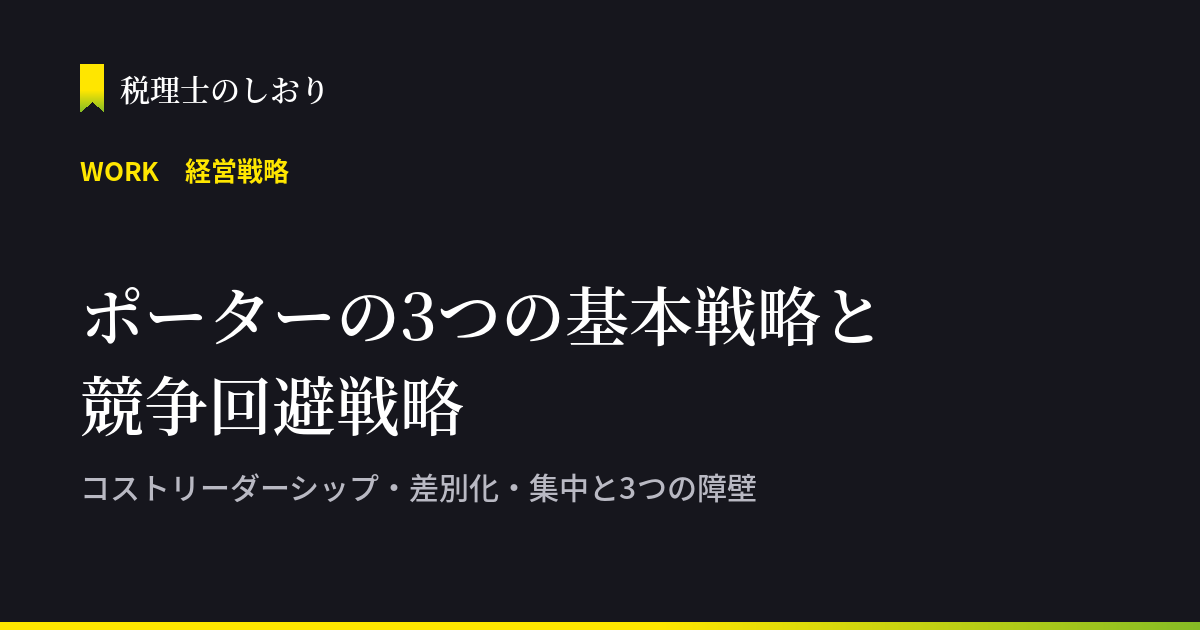 税理士のしおり
WORK 経営戦略
ポーターの3つの基本戦略と
競争回避戦略
コストリーダーシップ・差別化・集中と3つの障壁